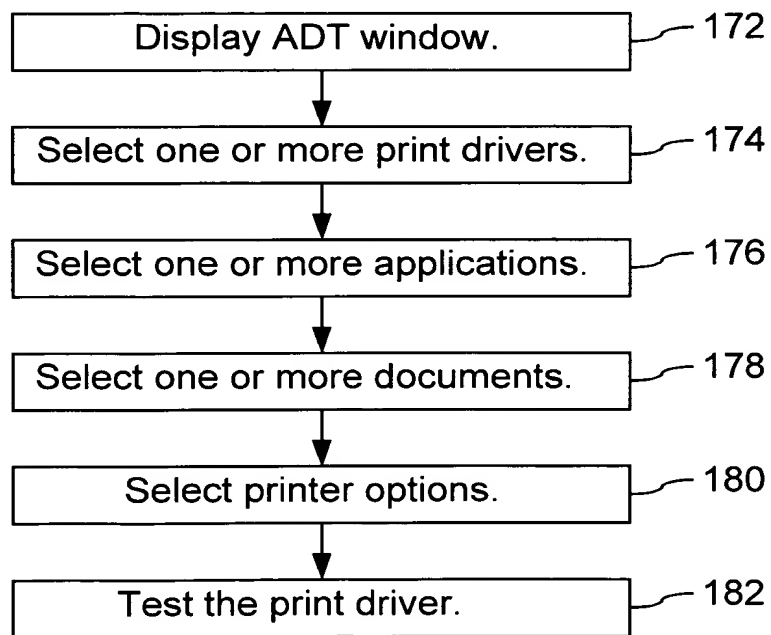 Display ADT window. 172
Select one or more print drivers. 174
Select one or more applications. 176
Select one or more documents. 178
Select printer options. 180
Test the print driver. 182